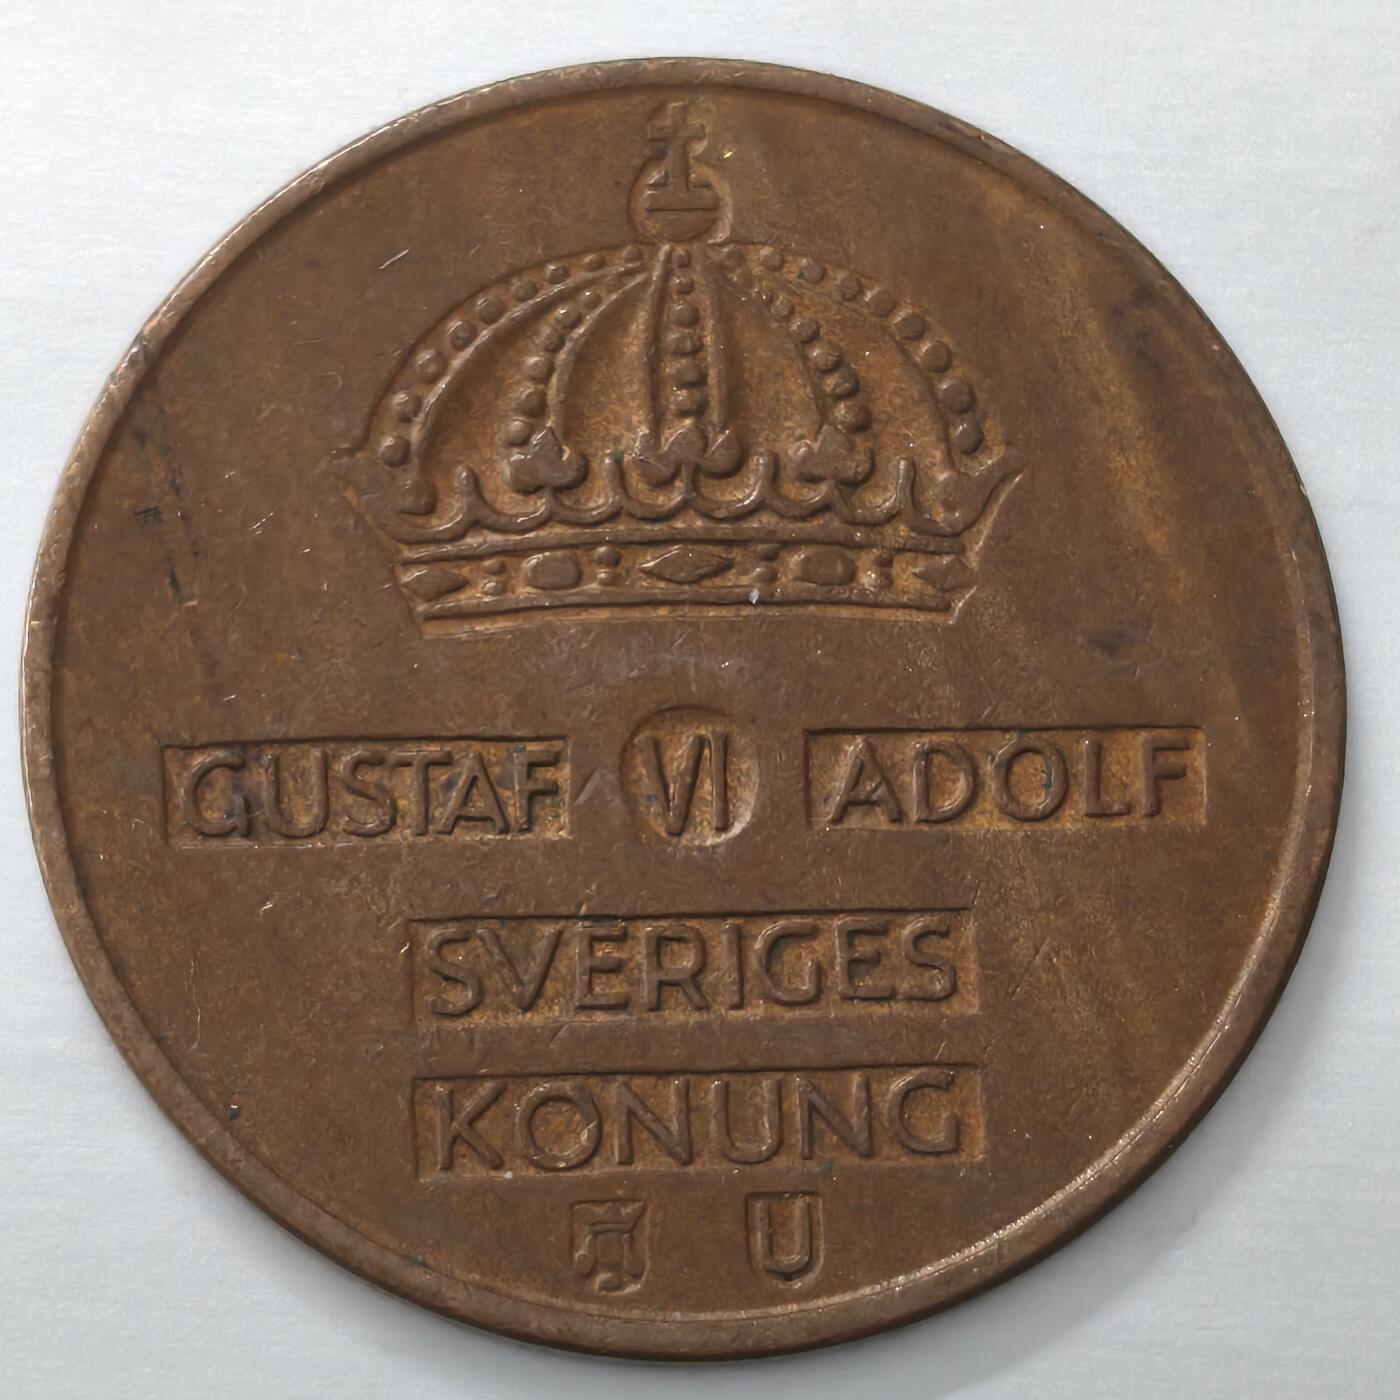 GUSTAF VI ADOLF
SVERIGES
KONUNG
U